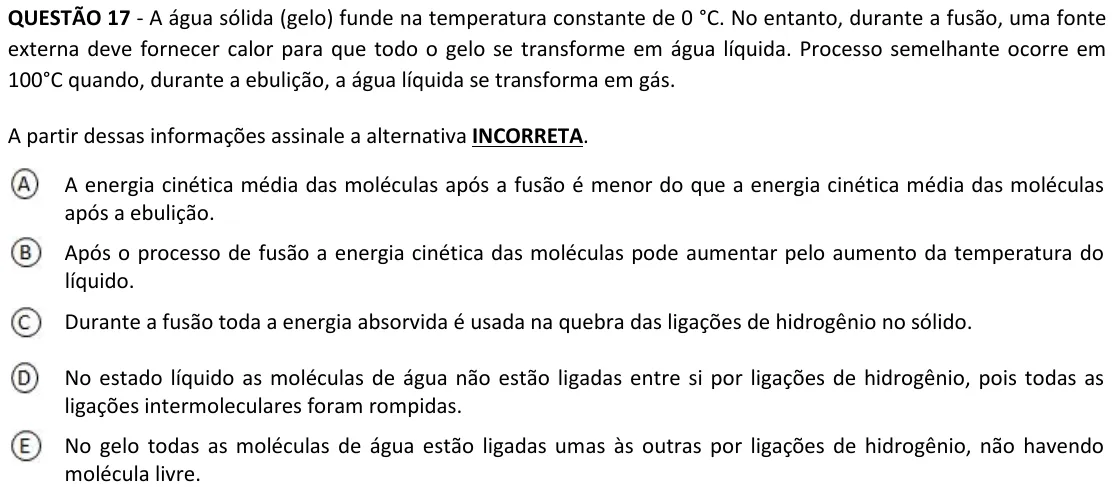 QUESTÃO 17 - A água sólida (gelo) funde na temperatura constante de 0 °C. No entanto, durante a fusão, uma fonte
externa deve fornecer calor para que todo o gelo se transforme em água líquida. Processo semelhante ocorre em
100°C quando, durante a ebulição, a água líquida se transforma em gás.
A partir dessas informações assinale a alternativa INCORRETA.
A A energia cinética média das moléculas após a fusão é menor do que a energia cinética média das moléculas
após a ebulição.
B Após o processo de fusão a energia cinética das moléculas pode aumentar pelo aumento da temperatura do
líquido.
C Durante a fusão toda a energia absorvida é usada na quebra das ligações de hidrogênio no sólido.
D No estado líquido as moléculas de água não estão ligadas entre si por ligações de hidrogênio, pois todas as
ligações intermoleculares foram rompidas.
E No gelo todas as moléculas de água estão ligadas umas às outras por ligações de hidrogênio, não havendo
molécula livre.